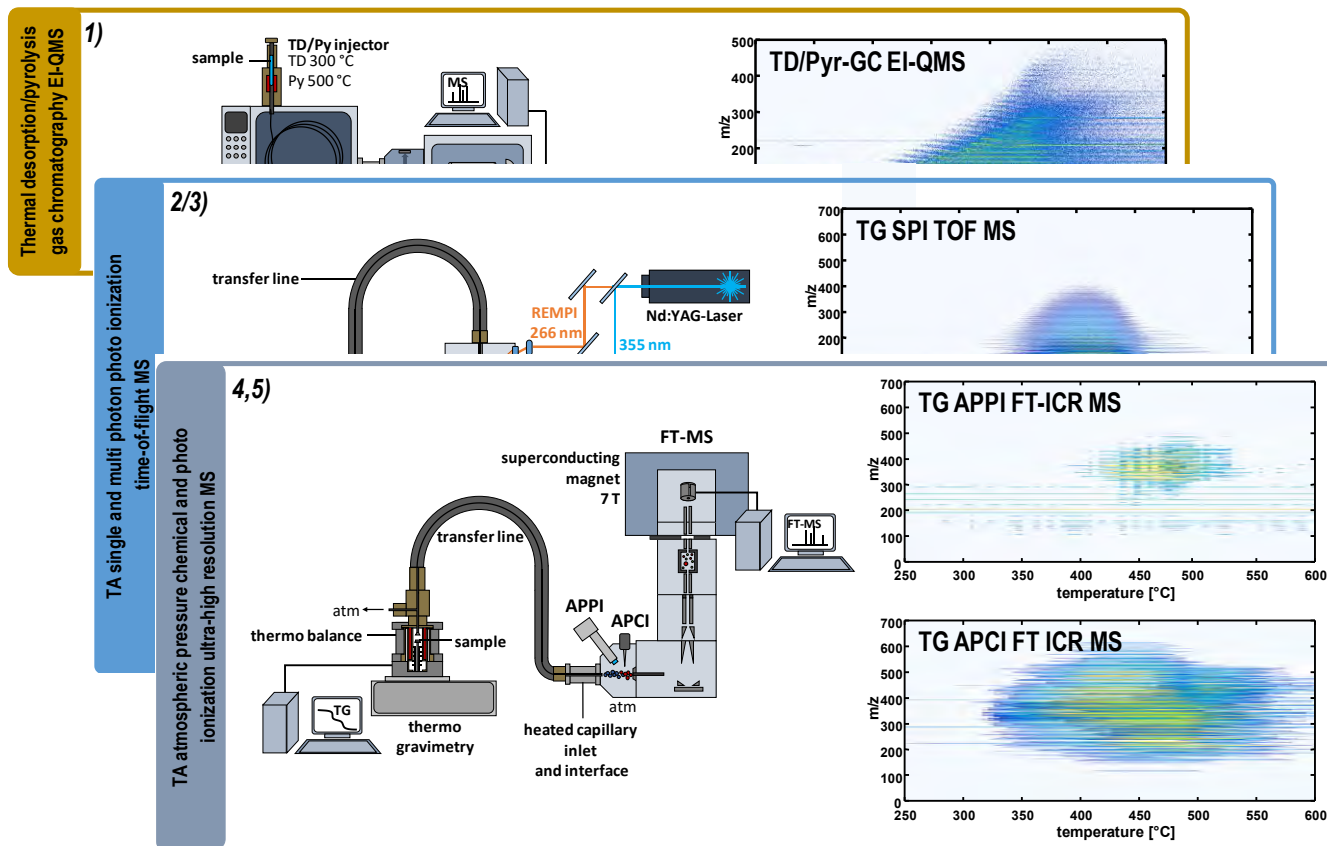 1)
Thermal desorption/pyrolysis
gas chromatography EI-QMS
sample
TD/Py injector
TD 300 °C
Py 500 °C
MS
TD/Pyr-GC EI-QMS
m/z
500
400
300
200
2/3)
TA single and multi photon photo ionization
time-of-flight MS
transfer line
REMPI
266 nm
Nd:YAG-Laser
355 nm
TG SPI TOF MS
m/z
700
600
500
400
300
200
4,5)
TA atmospheric pressure chemical and photo
ionization ultra-high resolution MS
FT-MS
superconducting
magnet
7 T
FT-MS
transfer line
atm
thermo balance
sample
APPI
APCI
atm
TG
thermo
gravimetry
heated capillary
inlet
and interface
TG APPI FT-ICR MS
m/z
700
600
500
400
300
200
100
0
250 300 350 400 450 500 550 600
temperature [°C]
TG APCI FT ICR MS
m/z
700
600
500
400
300
200
100
0
250 300 350 400 450 500 550 600
temperature [°C]